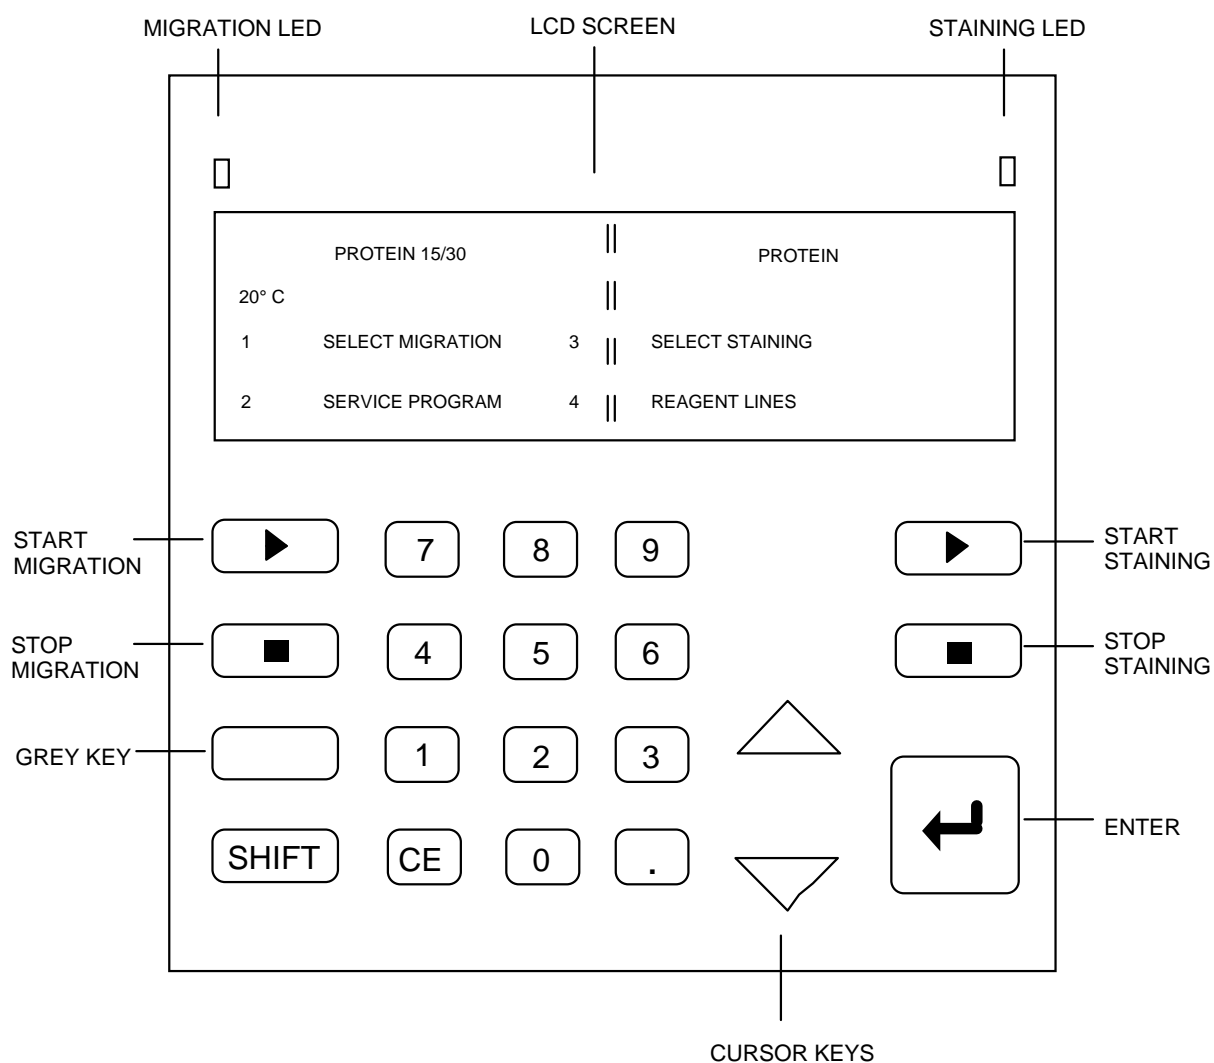 MIGRATION LED
LCD SCREEN
STAINING LED
PROTEIN 15/30
PROTEIN
20° C
1 SELECT MIGRATION 3 SELECT STAINING
2 SERVICE PROGRAM 4 REAGENT LINES
START
MIGRATION
7 8 9
START
STAINING
STOP
MIGRATION
4 5 6
STOP
STAINING
GREY KEY
1 2 3
ENTER
SHIFT CE 0 .
CURSOR KEYS